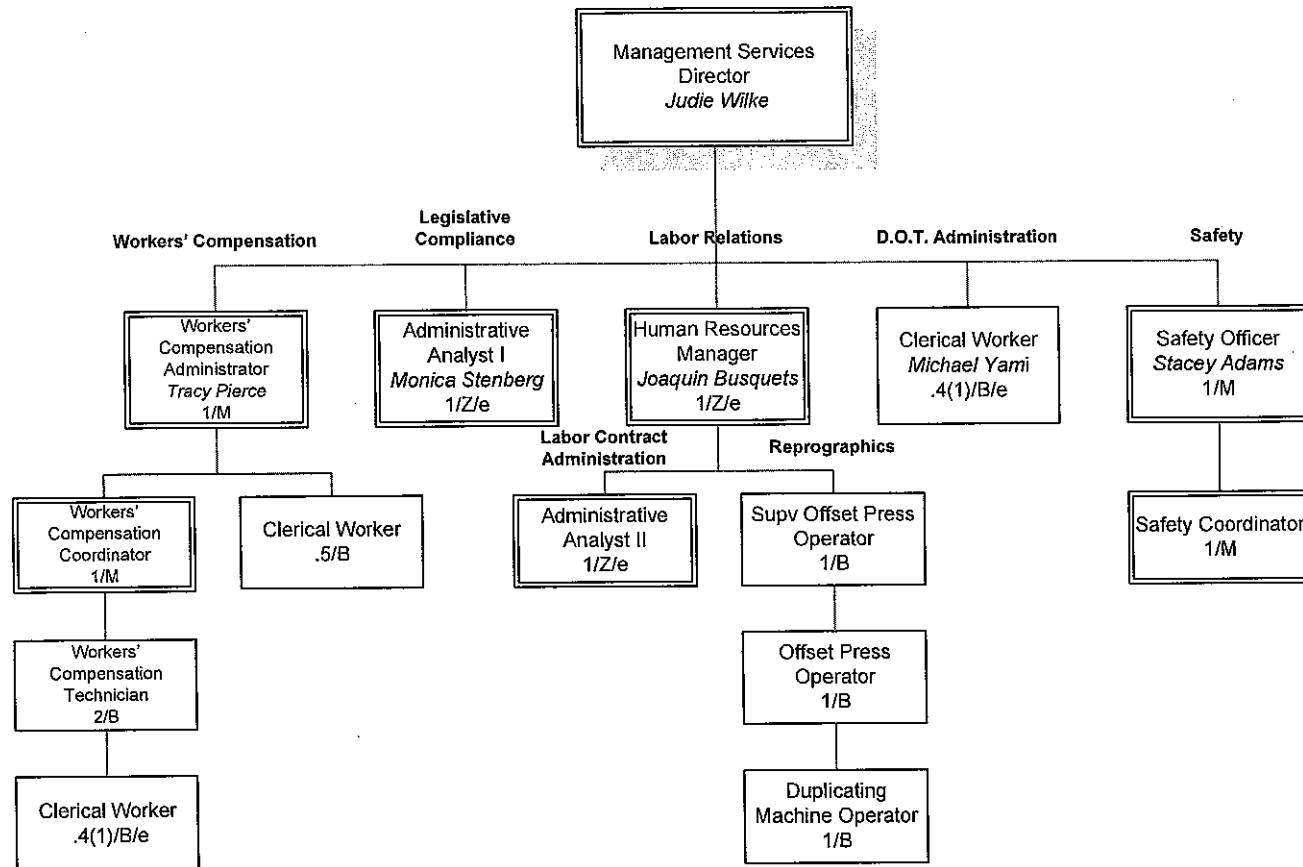 Management Services
Director
Judie Wilke
Workers' Compensation
Legislative
Compliance
Labor Relations
D.O.T. Administration
Safety
Workers'
Compensation
Administrator
Tracy Pierce
1/M
Administrative
Analyst I
Monica Stenberg
1/Z/e
Human Resources
Manager
Joaquin Busquets
1/Z/e
Clerical Worker
Michael Yami
.4(1)/B/e
Safety Officer
Stacey Adams
1/M
Labor Contract
Administration
Reprographics
Workers'
Compensation
Coordinator
1/M
Clerical Worker
.5/B
Administrative
Analyst II
1/Z/e
Supv Offset Press
Operator
1/B
Safety Coordinator
1/M
Workers'
Compensation
Technician
2/B
Offset Press
Operator
1/B
Clerical Worker
.4(1)/B/e
Duplicating
Machine Operator
1/B